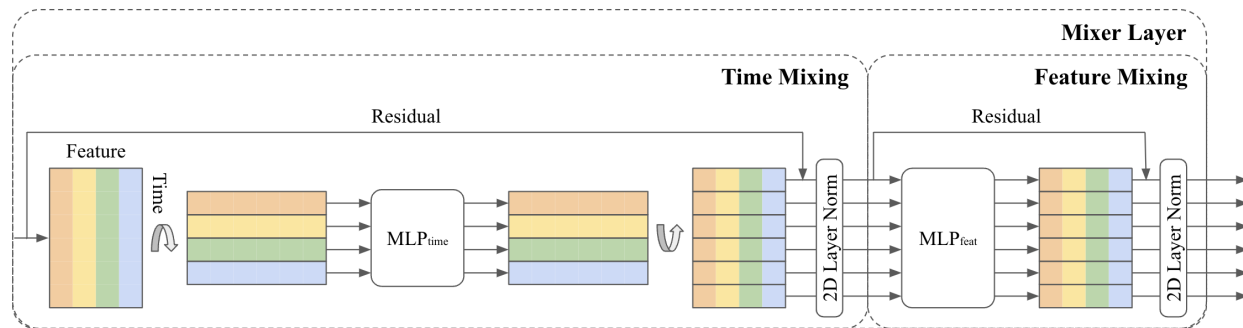 Mixer Layer
Time Mixing
Feature Mixing
Residual
Residual
Feature
Time
MLPtime
2D Layer Norm
MLPfeat
2D Layer Norm